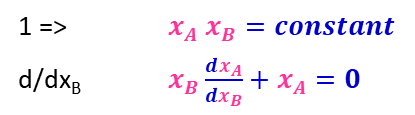 1 => x_A x_B = constant
d/dx_B x_B dx_A/dx_B + x_A = 0